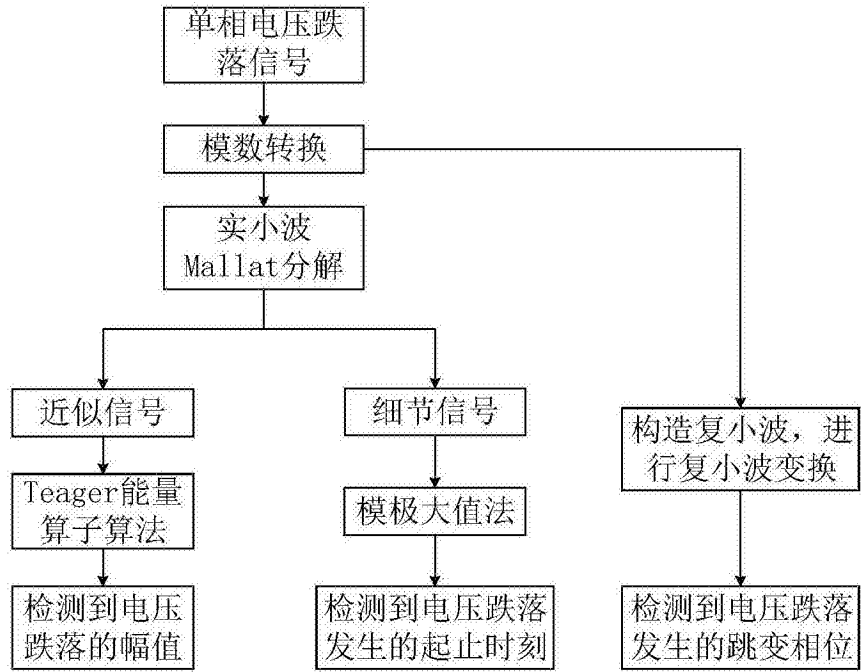 单相电压跌
落信号
模数转换
实小波
Mallat分解
近似信号
细节信号
构造复小波，进
行复小波变换
Teager能量
算子算法
模极大值法
检测到电压
跌落的幅值
检测到电压跌落
发生的起止时刻
检测到电压跌落
发生的跳变相位